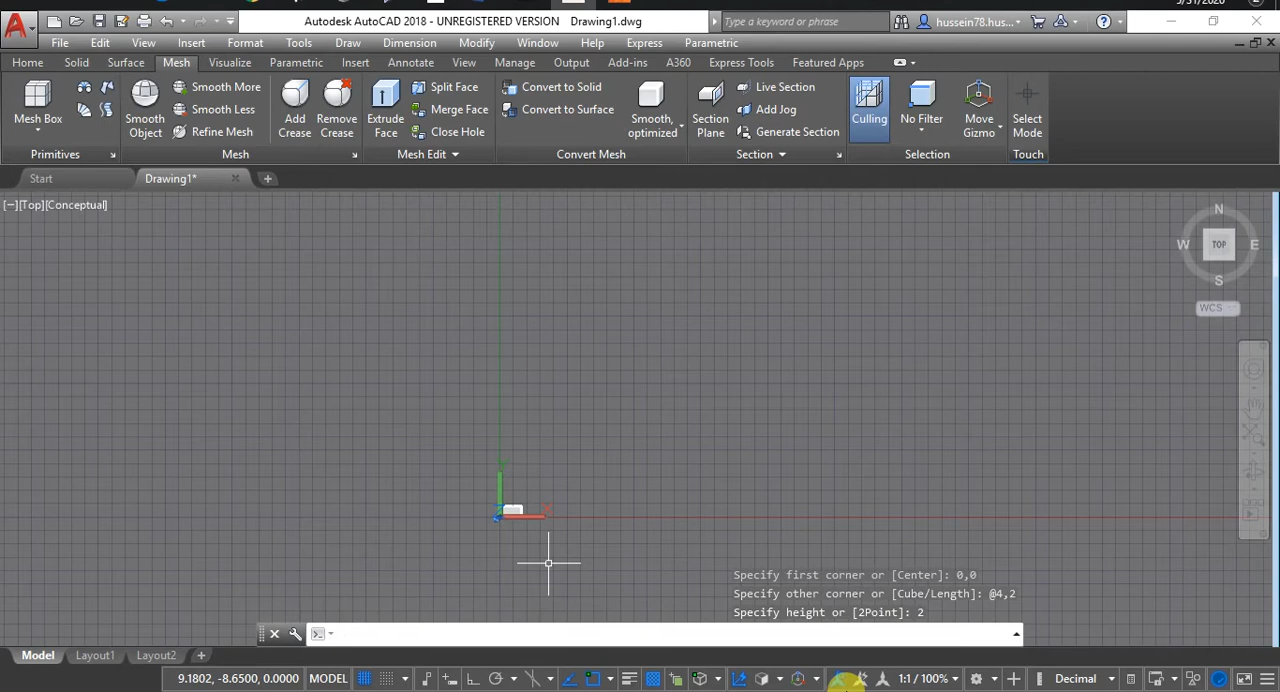 5/31/2020
Autodesk AutoCAD 2018 - UNREGISTERED VERSION Drawing1.dwg
Type a keyword or phrase
hussein78.hus...
File Edit View Insert Format Tools Draw Dimension Modify Window Help Express Parametric
Home Solid Surface Mesh Visualize Parametric Insert Annotate View Manage Output Add-ins A360 Express Tools Featured Apps
Mesh Box
Primitives
Smooth Object
Smooth More
Smooth Less
Refine Mesh
Mesh
Add Crease
Remove Crease
Extrude Face
Split Face
Merge Face
Close Hole
Mesh Edit
Convert to Solid
Convert to Surface
Smooth, optimized
Convert Mesh
Section Plane
Live Section
Add Jog
Generate Section
Section
Culling
No Filter
Move Gizmo
Selection
Select Mode
Touch
Start
Drawing1*
[−][Top][Conceptual]
N
W TOP E
S
WCS
Y
X
Specify first corner or [Center]: 0,0
Specify other corner or [Cube/Length]: @4,2
Specify height or [2Point]: 2
Model Layout1 Layout2 +
9.1802, -8.6500, 0.0000 MODEL 1:1 / 100% Decimal